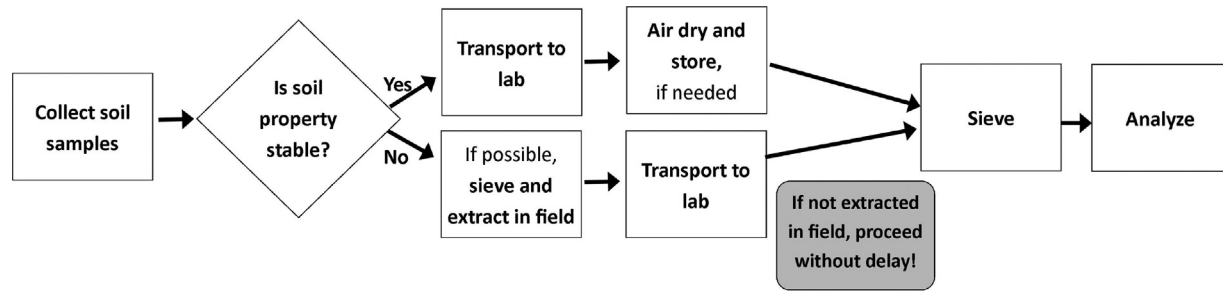 Collect soil
samples
Is soil
property
stable?
Yes
No
Transport to
lab
Air dry and
store,
if needed
If possible,
sieve and
extract in field
Transport to
lab
If not extracted
in field, proceed
without delay!
Sieve
Analyze